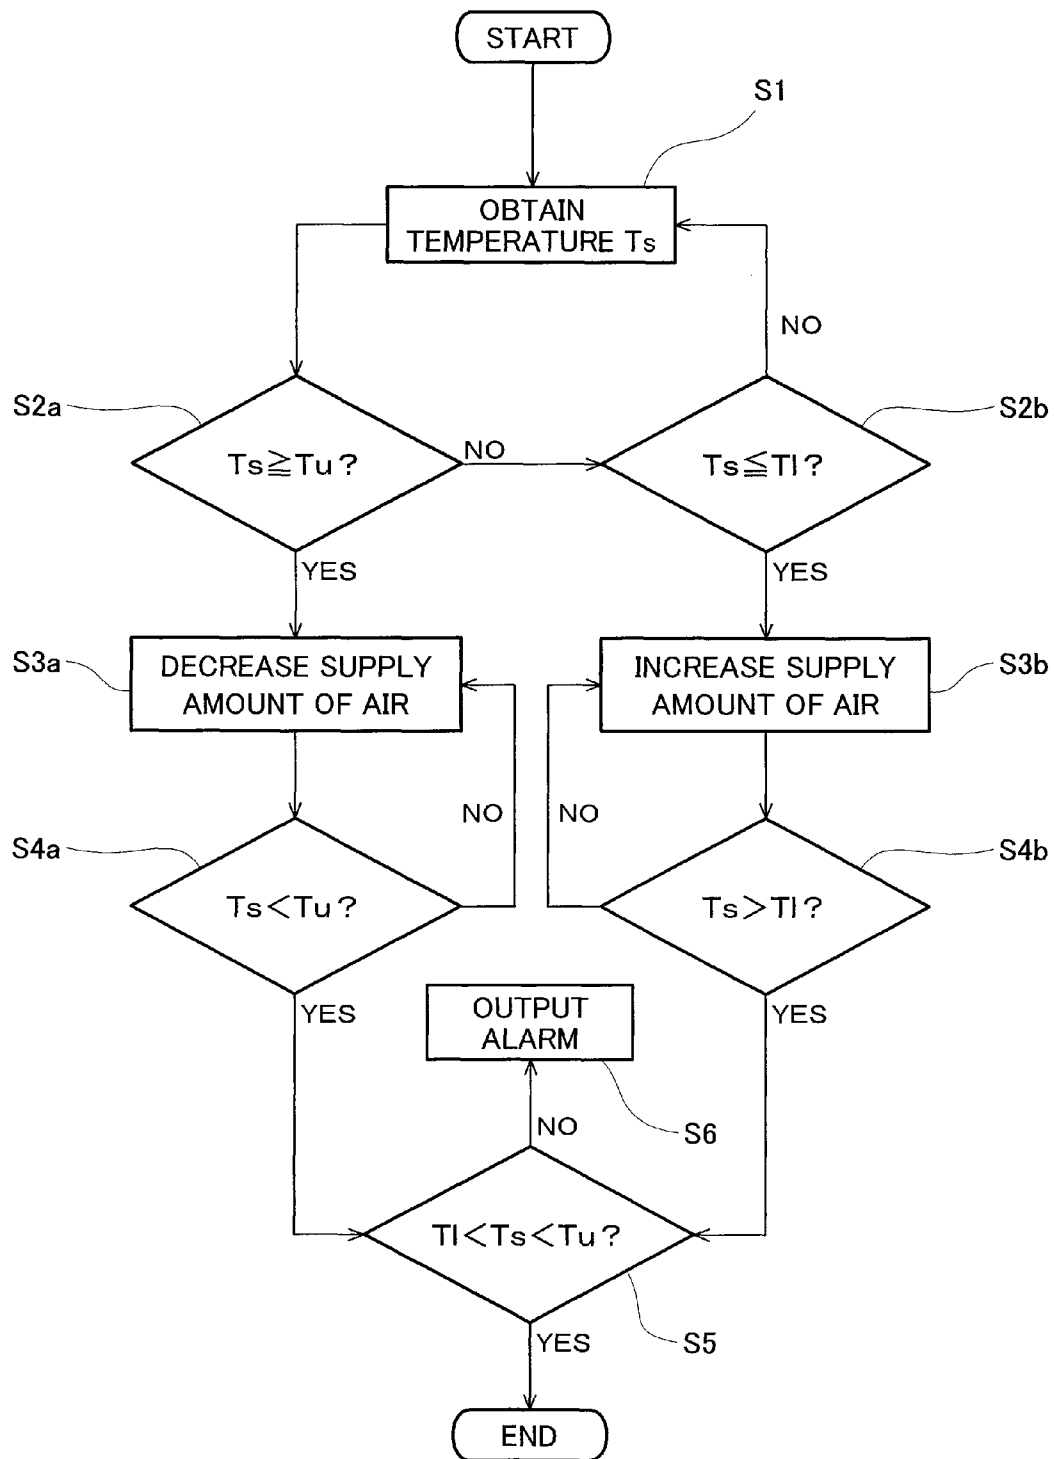 START
S1
OBTAIN
TEMPERATURE Ts
NO
S2a
S2b
Ts≧Tu?
NO
Ts≦Tl?
YES
YES
S3a
DECREASE SUPPLY
AMOUNT OF AIR
INCREASE SUPPLY
AMOUNT OF AIR
S3b
NO
NO
S4a
S4b
Ts<Tu?
Ts>Tl?
YES
OUTPUT
ALARM
YES
NO
S6
Tl<Ts<Tu?
YES
S5
END